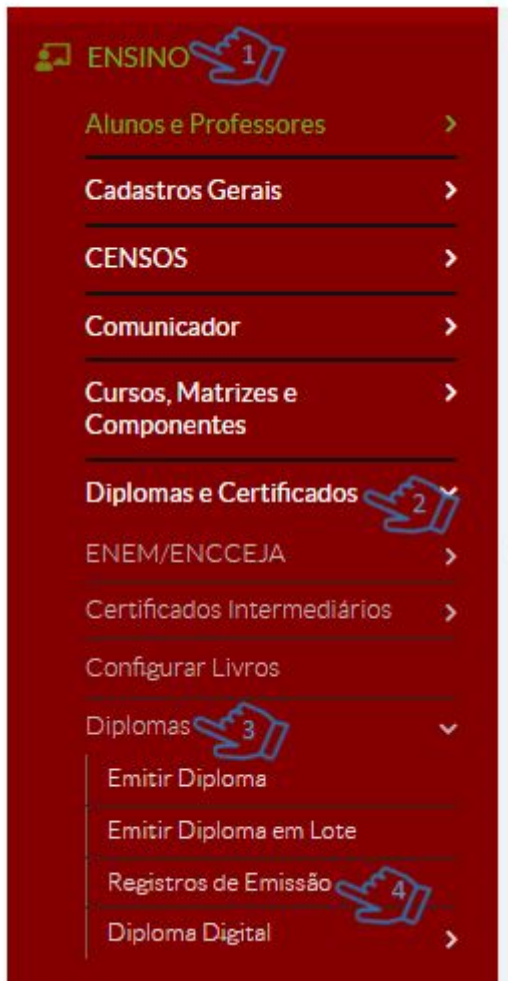 ENSINO 1
Alunos e Professores
Cadastros Gerais
CENSOS
Comunicador
Cursos, Matrizes e
Componentes
Diplomas e Certificados 2
ENEM/ENCCEJA
Certificados Intermediários
Configurar Livros
Diplomas 3
Emitir Diploma
Emitir Diploma em Lote
Registros de Emissão 4
Diploma Digital